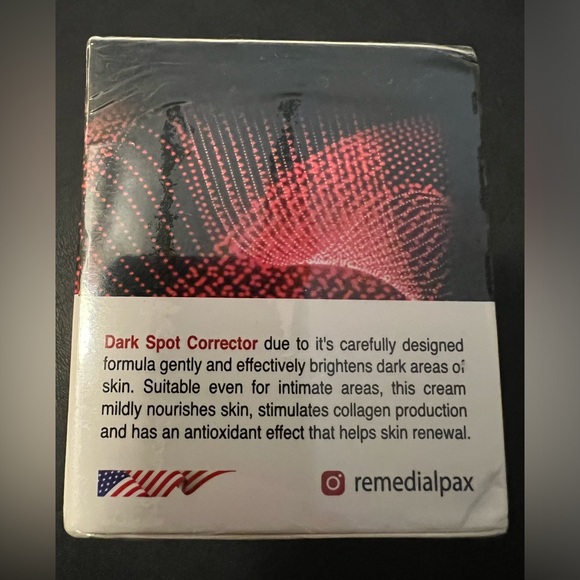 Dark Spot Corrector due to it's carefully designed
formula gently and effectively brightens dark areas of
skin. Suitable even for intimate areas, this cream
mildly nourishes skin, stimulates collagen production
and has an antioxidant effect that helps skin renewal.
remedialpax